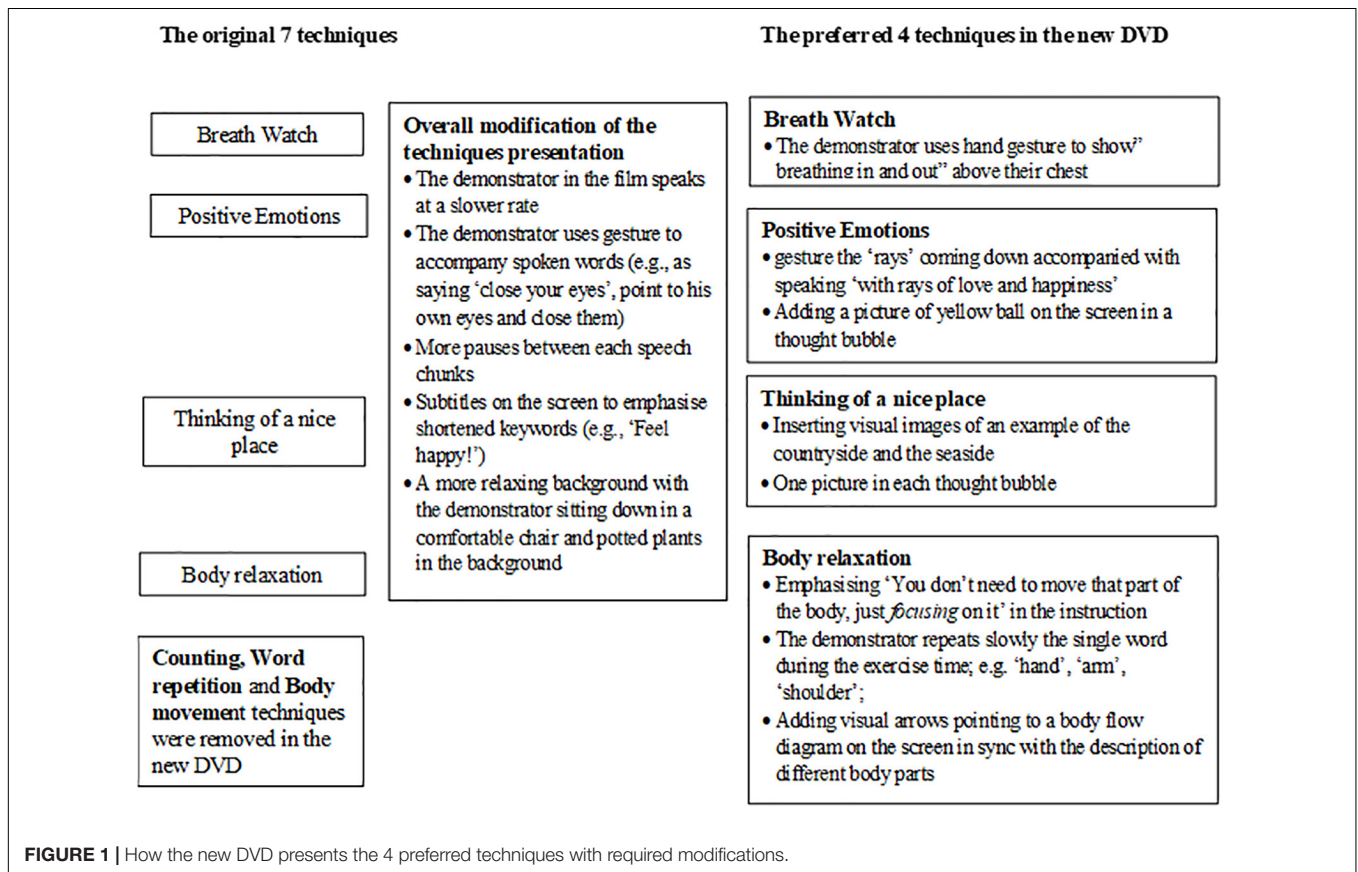 The original 7 techniques
The preferred 4 techniques in the new DVD
Breath Watch
Positive Emotions
Thinking of a nice
place
Body relaxation
Counting, Word
repetition and Body
movement techniques
were removed in the
new DVD
Overall modification of the
techniques presentation
• The demonstrator in the film speaks
at a slower rate
• The demonstrator uses gesture to
accompany spoken words (e.g., as
saying ‘close your eyes’, point to his
own eyes and close them)
• More pauses between each speech
chunks
• Subtitles on the screen to emphasise
shortened keywords (e.g., ‘Feel
happy!’)
• A more relaxing background with
the demonstrator sitting down in a
comfortable chair and potted plants
in the background
Breath Watch
• The demonstrator uses hand gesture to show”
breathing in and out” above their chest
Positive Emotions
• gesture the ‘rays’ coming down accompanied with
speaking ‘with rays of love and happiness’
• Adding a picture of yellow ball on the screen in a
thought bubble
Thinking of a nice place
• Inserting visual images of an example of the
countryside and the seaside
• One picture in each thought bubble
Body relaxation
• Emphasising ‘You don’t need to move that part of
the body, just focusing on it’ in the instruction
• The demonstrator repeats slowly the single word
during the exercise time; e.g. ‘hand’, ‘arm’,
‘shoulder’;
• Adding visual arrows pointing to a body flow
diagram on the screen in sync with the description of
different body parts
FIGURE 1 | How the new DVD presents the 4 preferred techniques with required modifications.